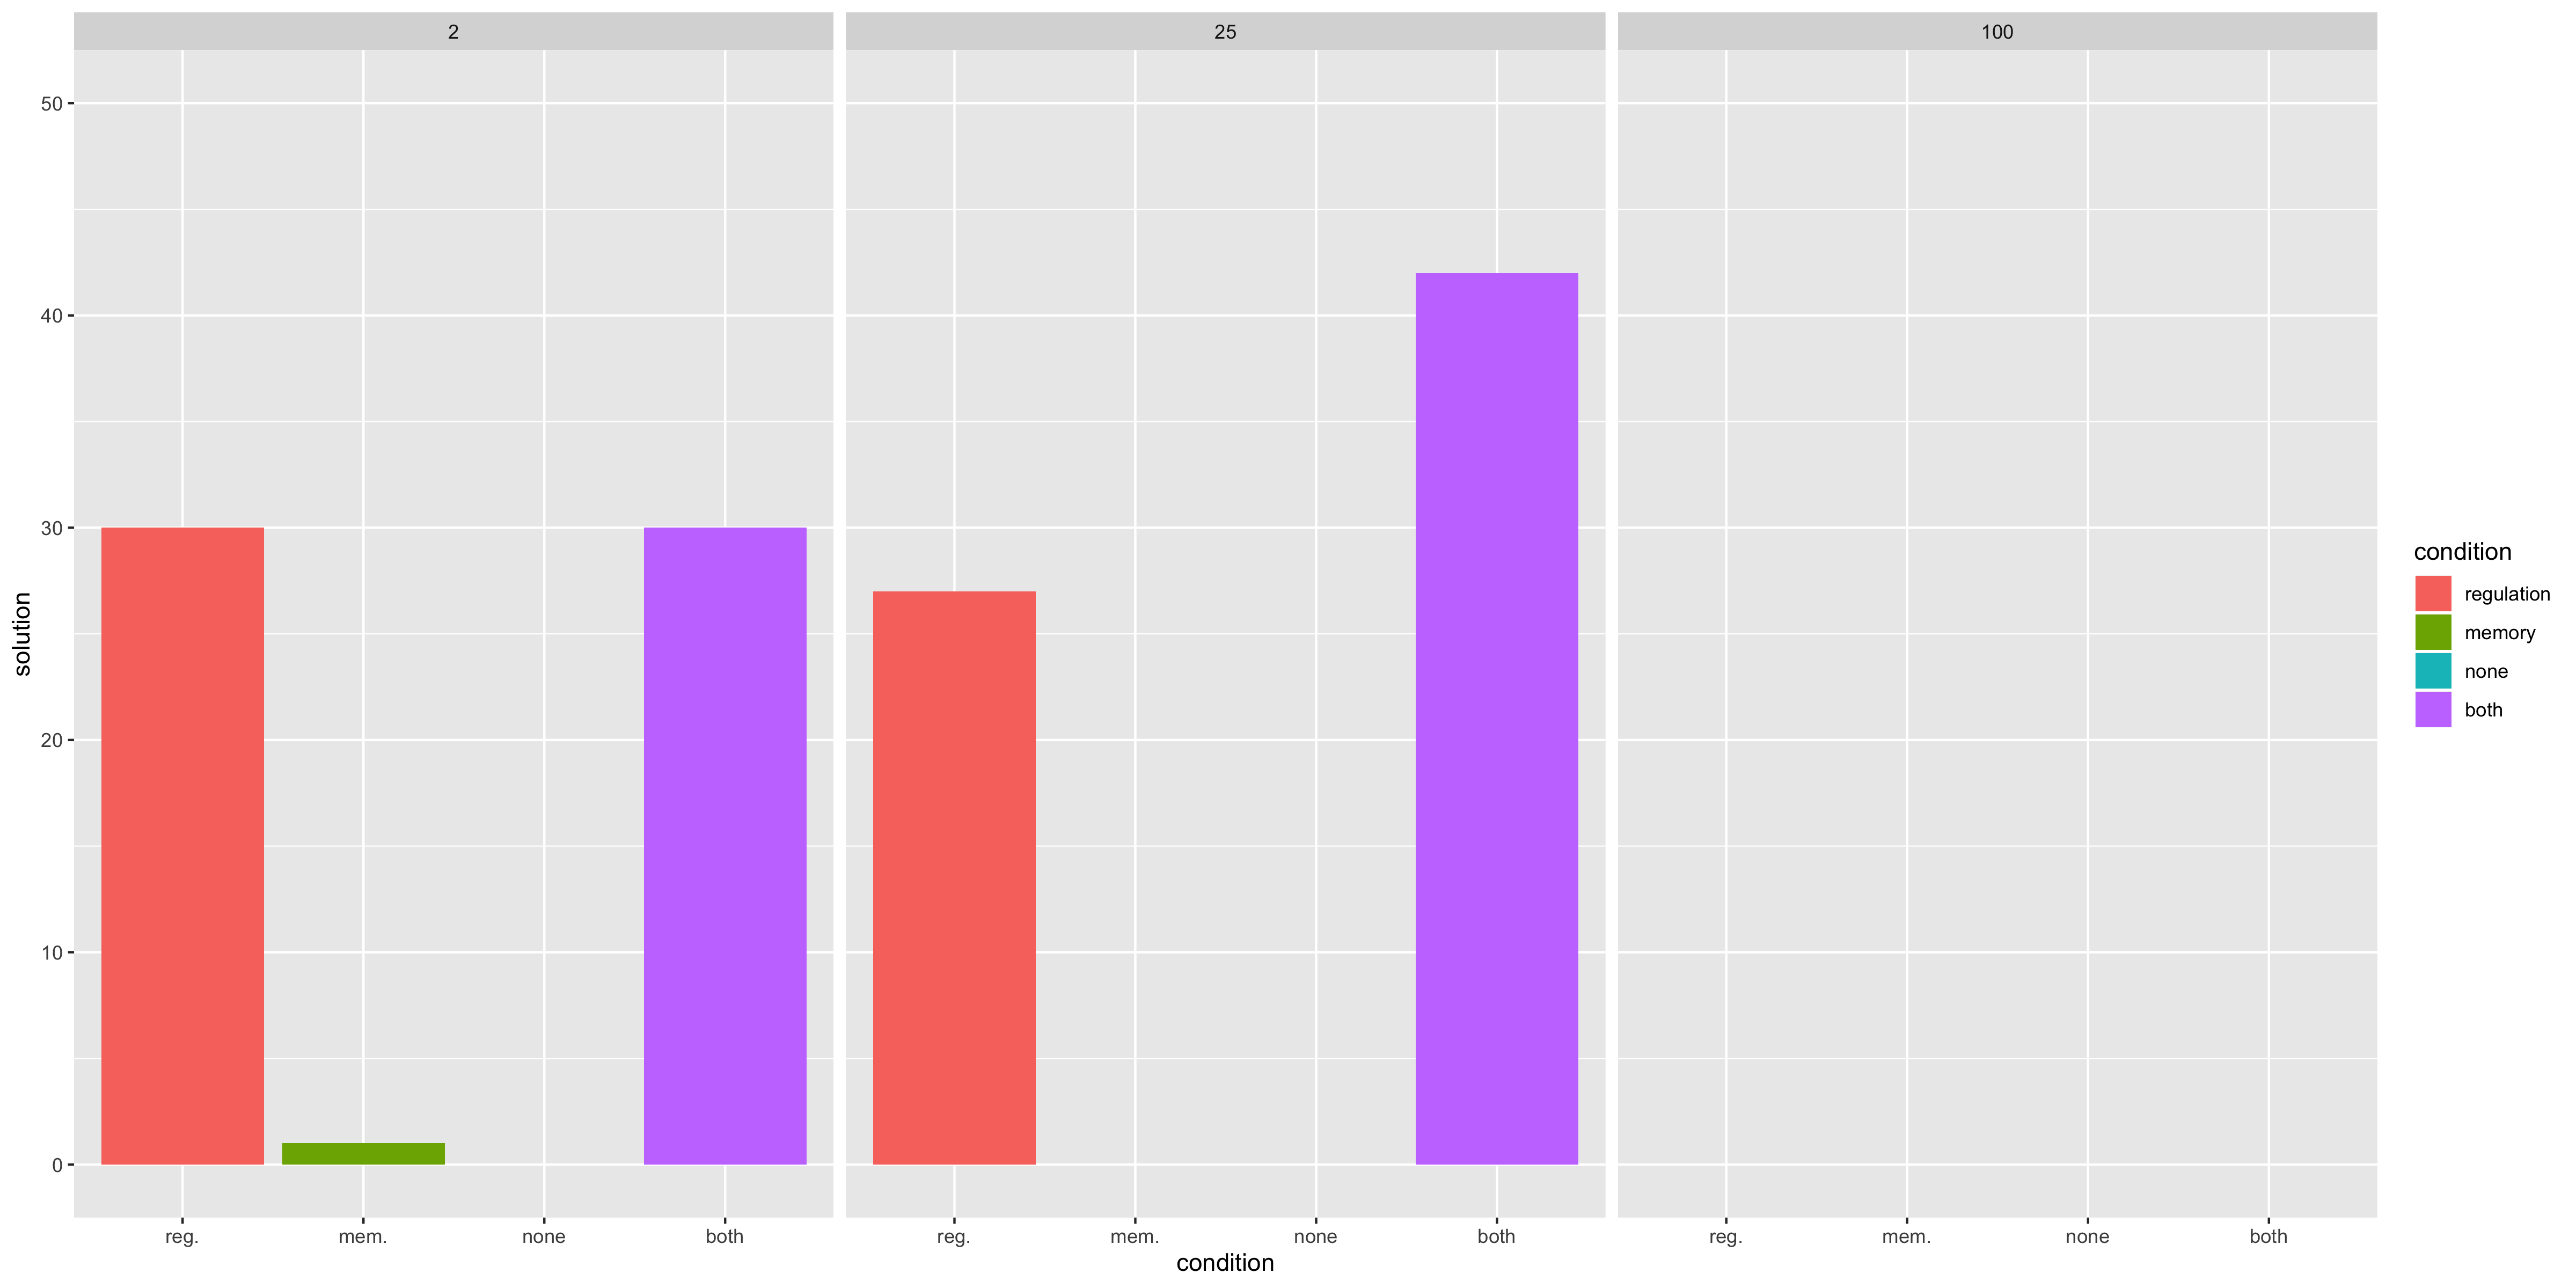 2 25 100
50
40
30
20
10
0
solution
reg. mem. none both reg. mem. none both reg. mem. none both
condition
condition
regulation
memory
none
both